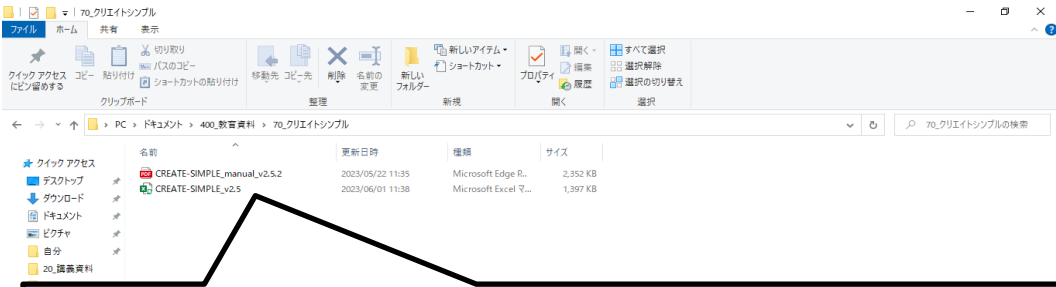 70_クリエイトシンプル
ファイル ホーム 共有 表示
クイック アクセス
にピン留めする
コピー 貼り付け
切り取り
パスのコピー
ショートカットの貼り付け
クリップボード
移動先 コピー先 削除 名前の
変更
整理
新しい
フォルダー
新しいアイテム
ショートカット
新規
プロパティ
開く
編集
履歴
開く
すべて選択
選択解除
選択の切り替え
選択
PC › ドキュメント › 400_教育資料 › 70_クリエイトシンプル
70_クリエイトシンプルの検索
名前 更新日時 種類 サイズ
CREATE-SIMPLE_manual_v2.5.2 2023/05/22 11:35 Microsoft Edge P... 2,352 KB
CREATE-SIMPLE_v2.5 2023/06/01 11:38 Microsoft Excel マ... 1,397 KB
クイック アクセス
デスクトップ
ダウンロード
ドキュメント
ピクチャ
自分
20_講義資料